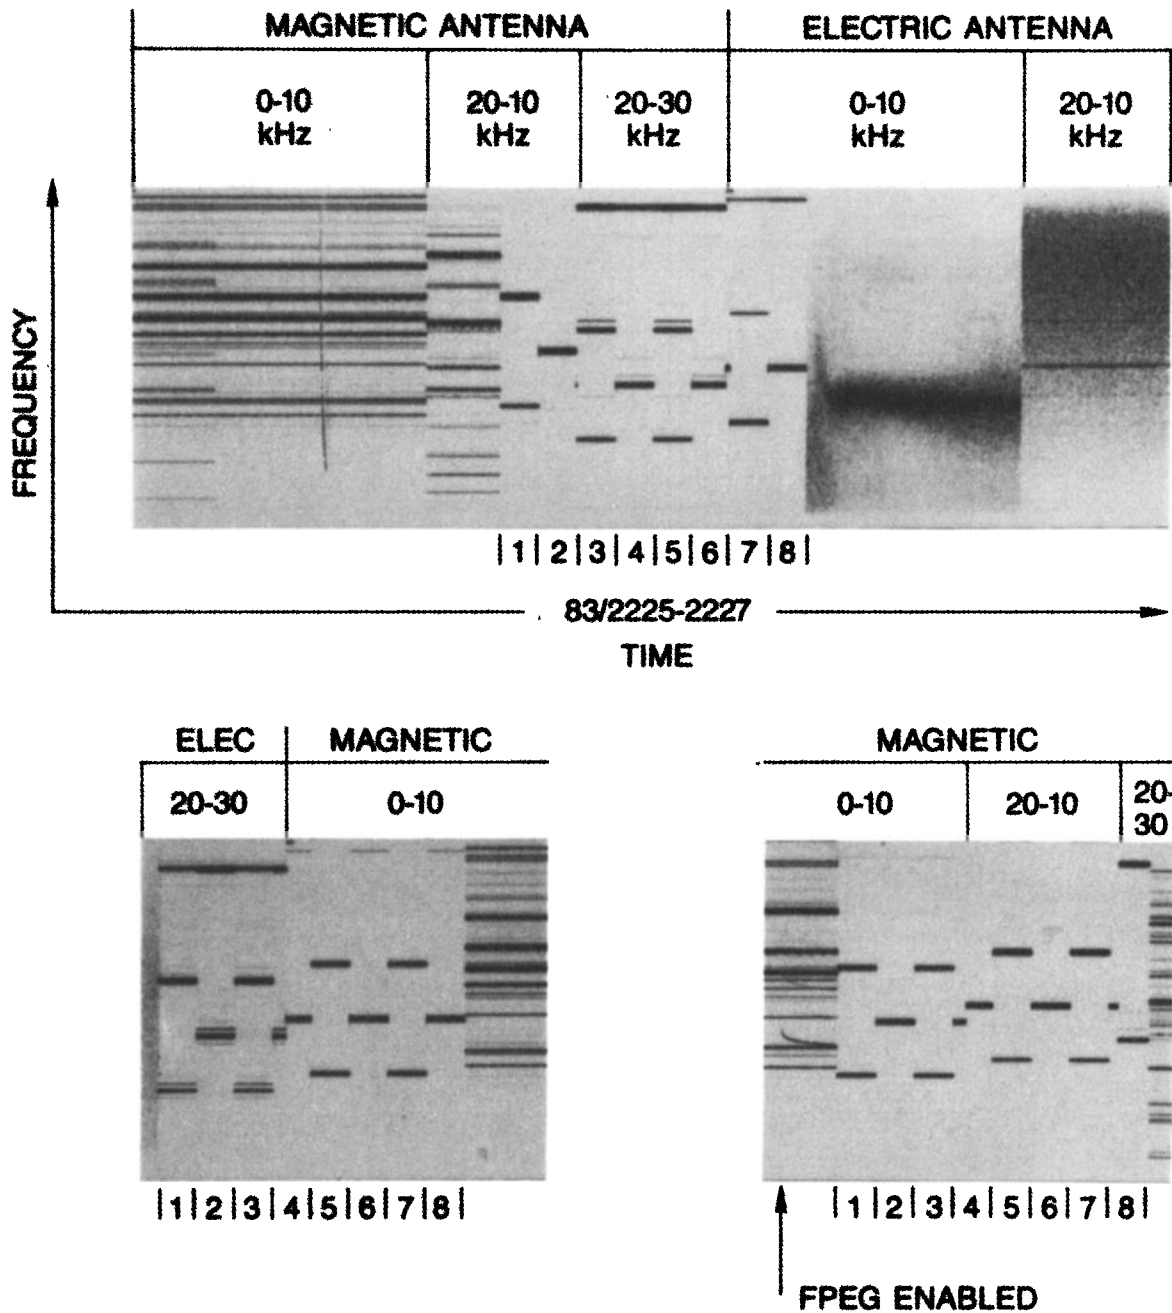 MAGNETIC ANTENNA ELECTRIC ANTENNA
0-10 kHz 20-10 kHz 20-30 kHz 0-10 kHz 20-10 kHz
FREQUENCY
|1|2|3|4|5|6|7|8|
83/2225-2227
TIME
ELEC MAGNETIC
20-30 0-10
|1|2|3|4|5|6|7|8|
MAGNETIC
0-10 20-10 20-30
|1|2|3|4|5|6|7|8|
FPEG ENABLED